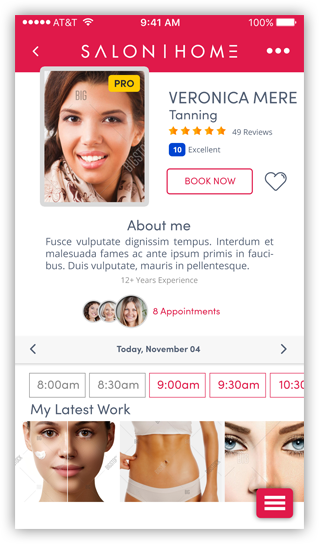 AT&T 9:41 AM 100%
SALON|HOME
PRO
VERONICA MERE
Tanning
49 Reviews
10 Excellent
BOOK NOW
About me
Fusce vulputate dignissim tempus. Interdum et
malesuada fames ac ante ipsum primis in fauci-
bus. Duis vulputate, mauris in pellentesque.
12+ Years Experience
8 Appointments
Today, November 04
8:00am 8:30am 9:00am 9:30am 10:30
My Latest Work